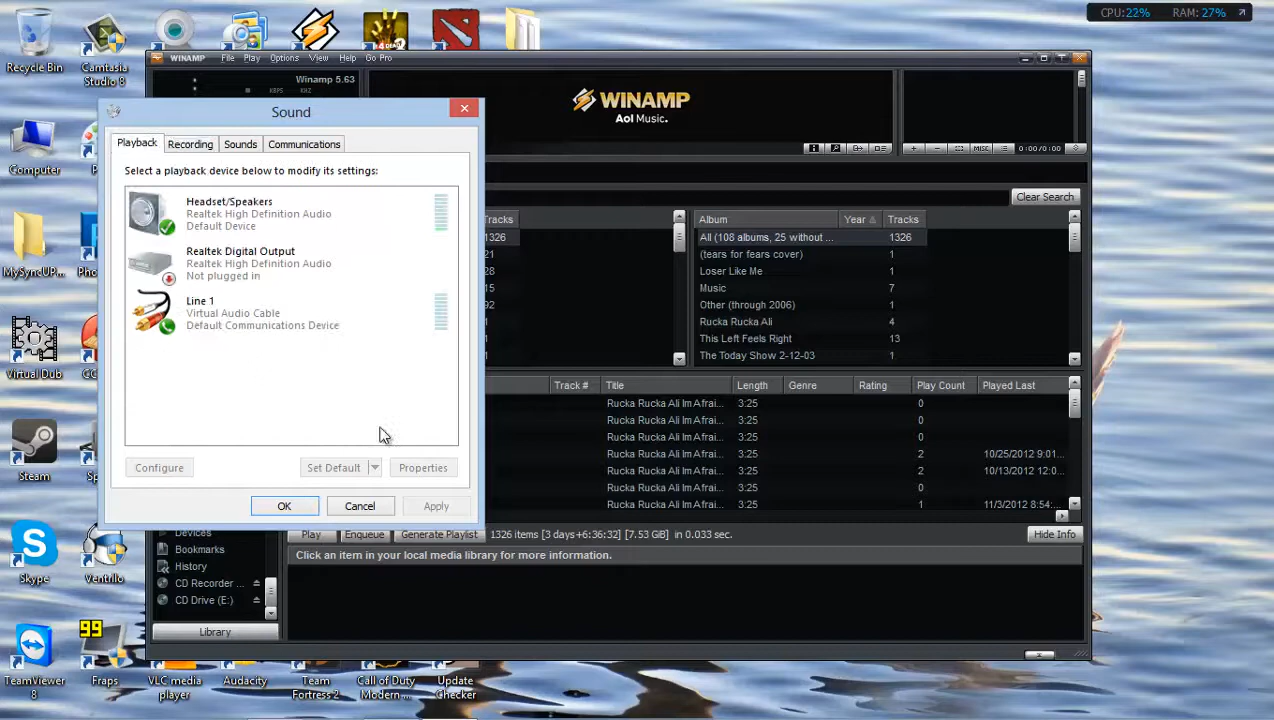 CPU:22% RAM: 27%
Recycle Bin
Camtasia
Studio 8
WINAMP File Play Options View Help Go Pro
Winamp 5.63
KBPS KHZ
WINAMP
Aol Music.
MISC 0:00/0:00
Sound
Playback Recording Sounds Communications
Select a playback device below to modify its settings:
Headset/Speakers
Realtek High Definition Audio
Default Device
Realtek Digital Output
Realtek High Definition Audio
Not plugged in
Line 1
Virtual Audio Cable
Default Communications Device
Configure Set Default Properties
OK Cancel Apply
Computer
MySyncUP...
Virtual Dub
Steam
Skype
Ventrilo
TeamViewer
8
99
Fraps
VLC media
player
Audacity
Team
Fortress 2
Call of Duty
Modern ...
Update
Checker
Clear Search
Tracks
1326
21
28
15
92
Album Year Tracks
All (108 albums, 25 without ... 1326
(tears for fears cover) 1
Loser Like Me 1
Music 7
Other (through 2006) 1
Rucka Rucka Ali 4
This Left Feels Right 13
The Today Show 2-12-03 1
Track # Title Length Genre Rating Play Count Played Last
Rucka Rucka Ali Im Afrai... 3:25 0
Rucka Rucka Ali Im Afrai... 3:25 0
Rucka Rucka Ali Im Afrai... 3:25 0
Rucka Rucka Ali Im Afrai... 3:25 2 10/25/2012 9:01...
Rucka Rucka Ali Im Afrai... 3:25 2 10/13/2012 12:0...
Rucka Rucka Ali Im Afrai... 3:25 0
Rucka Rucka Ali Im Afrai... 3:25 1 11/3/2012 8:54:...
Play Enqueue Generate Playlist 1326 items [3 days+6:36:32] [7.53 GB] in 0.033 sec. Hide Info
Click an item in your local media library for more information.
Devices
Bookmarks
History
CD Recorder ...
CD Drive (E:)
Library